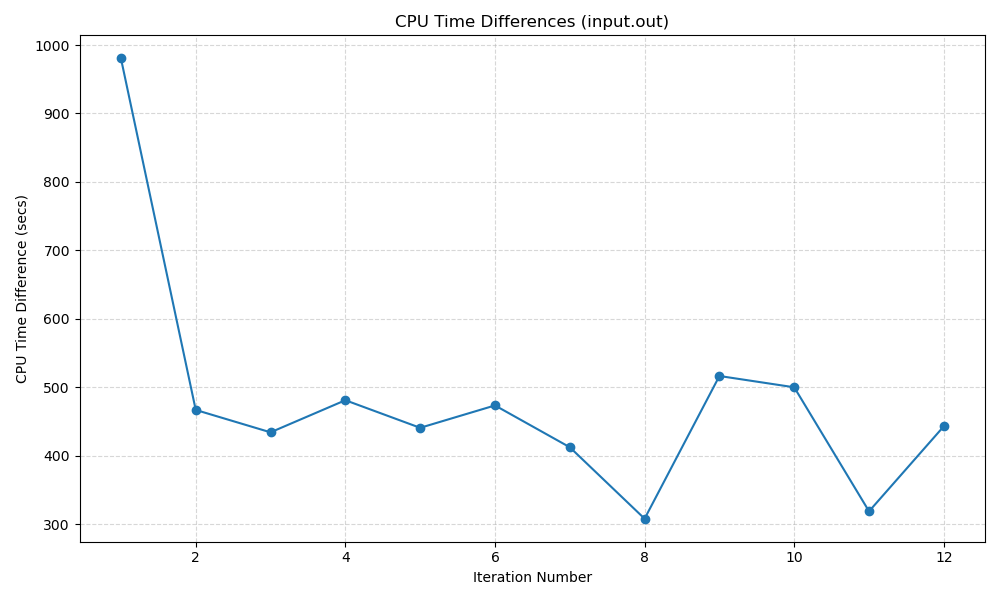 CPU Time Differences (input.out)
CPU Time Difference (secs)
1000
900
800
700
600
500
400
300
2 4 6 8 10 12
Iteration Number